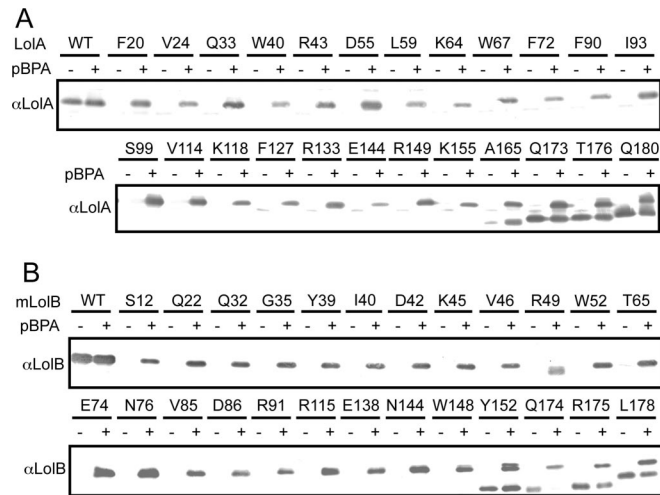 A
LolA WT F20 V24 Q33 W40 R43 D55 L59 K64 W67 F72 F90 I93
pBPA - + - + - + - + - + - + - + - + - + - + - + - +
αLolA
S99 V114 K118 F127 R133 E144 R149 K155 A165 Q173 T176 Q180
pBPA - + - + - + - + - + - + - + - + - + - + - + - +
αLolA
B
mLolB WT S12 Q22 Q32 G35 Y39 I40 D42 K45 V46 R49 W52 T65
pBPA - + - + - + - + - + - + - + - + - + - + - + - + - +
αLolB
E74 N76 V85 D86 R91 R115 E138 N144 W148 Y152 Q174 R175 L178
- + - + - + - + - + - + - + - + - + - + - + - + - +
αLolB